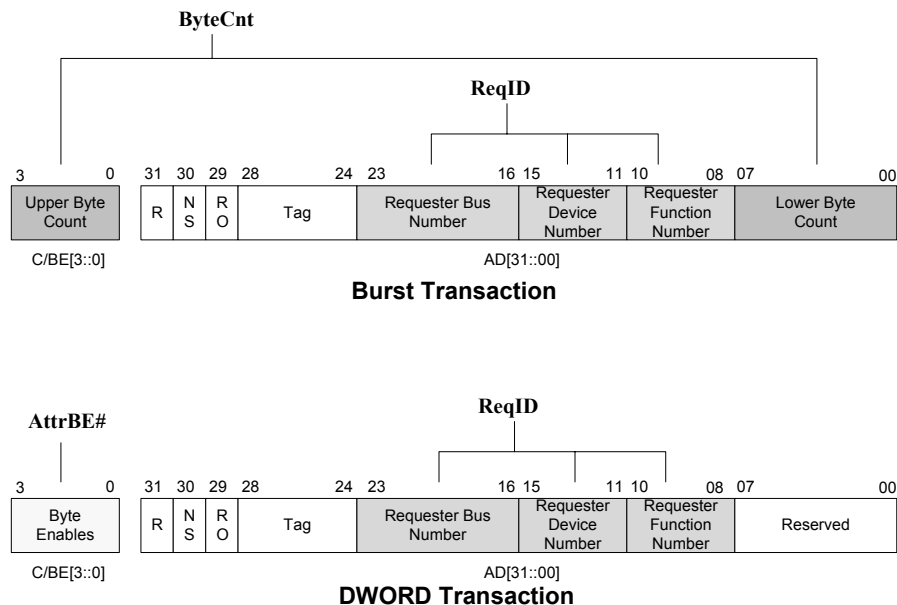 ByteCnt
ReqID
3 0 31 30 29 28 24 23 16 15 11 10 08 07 00
Upper Byte Count
R
N S
R O
Tag
Requester Bus Number
Requester Device Number
Requester Function Number
Lower Byte Count
C/BE[3::0]
AD[31::00]
Burst Transaction
AttrBE#
ReqID
3 0 31 30 29 28 24 23 16 15 11 10 08 07 00
Byte Enables
R
N S
R O
Tag
Requester Bus Number
Requester Device Number
Requester Function Number
Reserved
C/BE[3::0]
AD[31::00]
DWORD Transaction